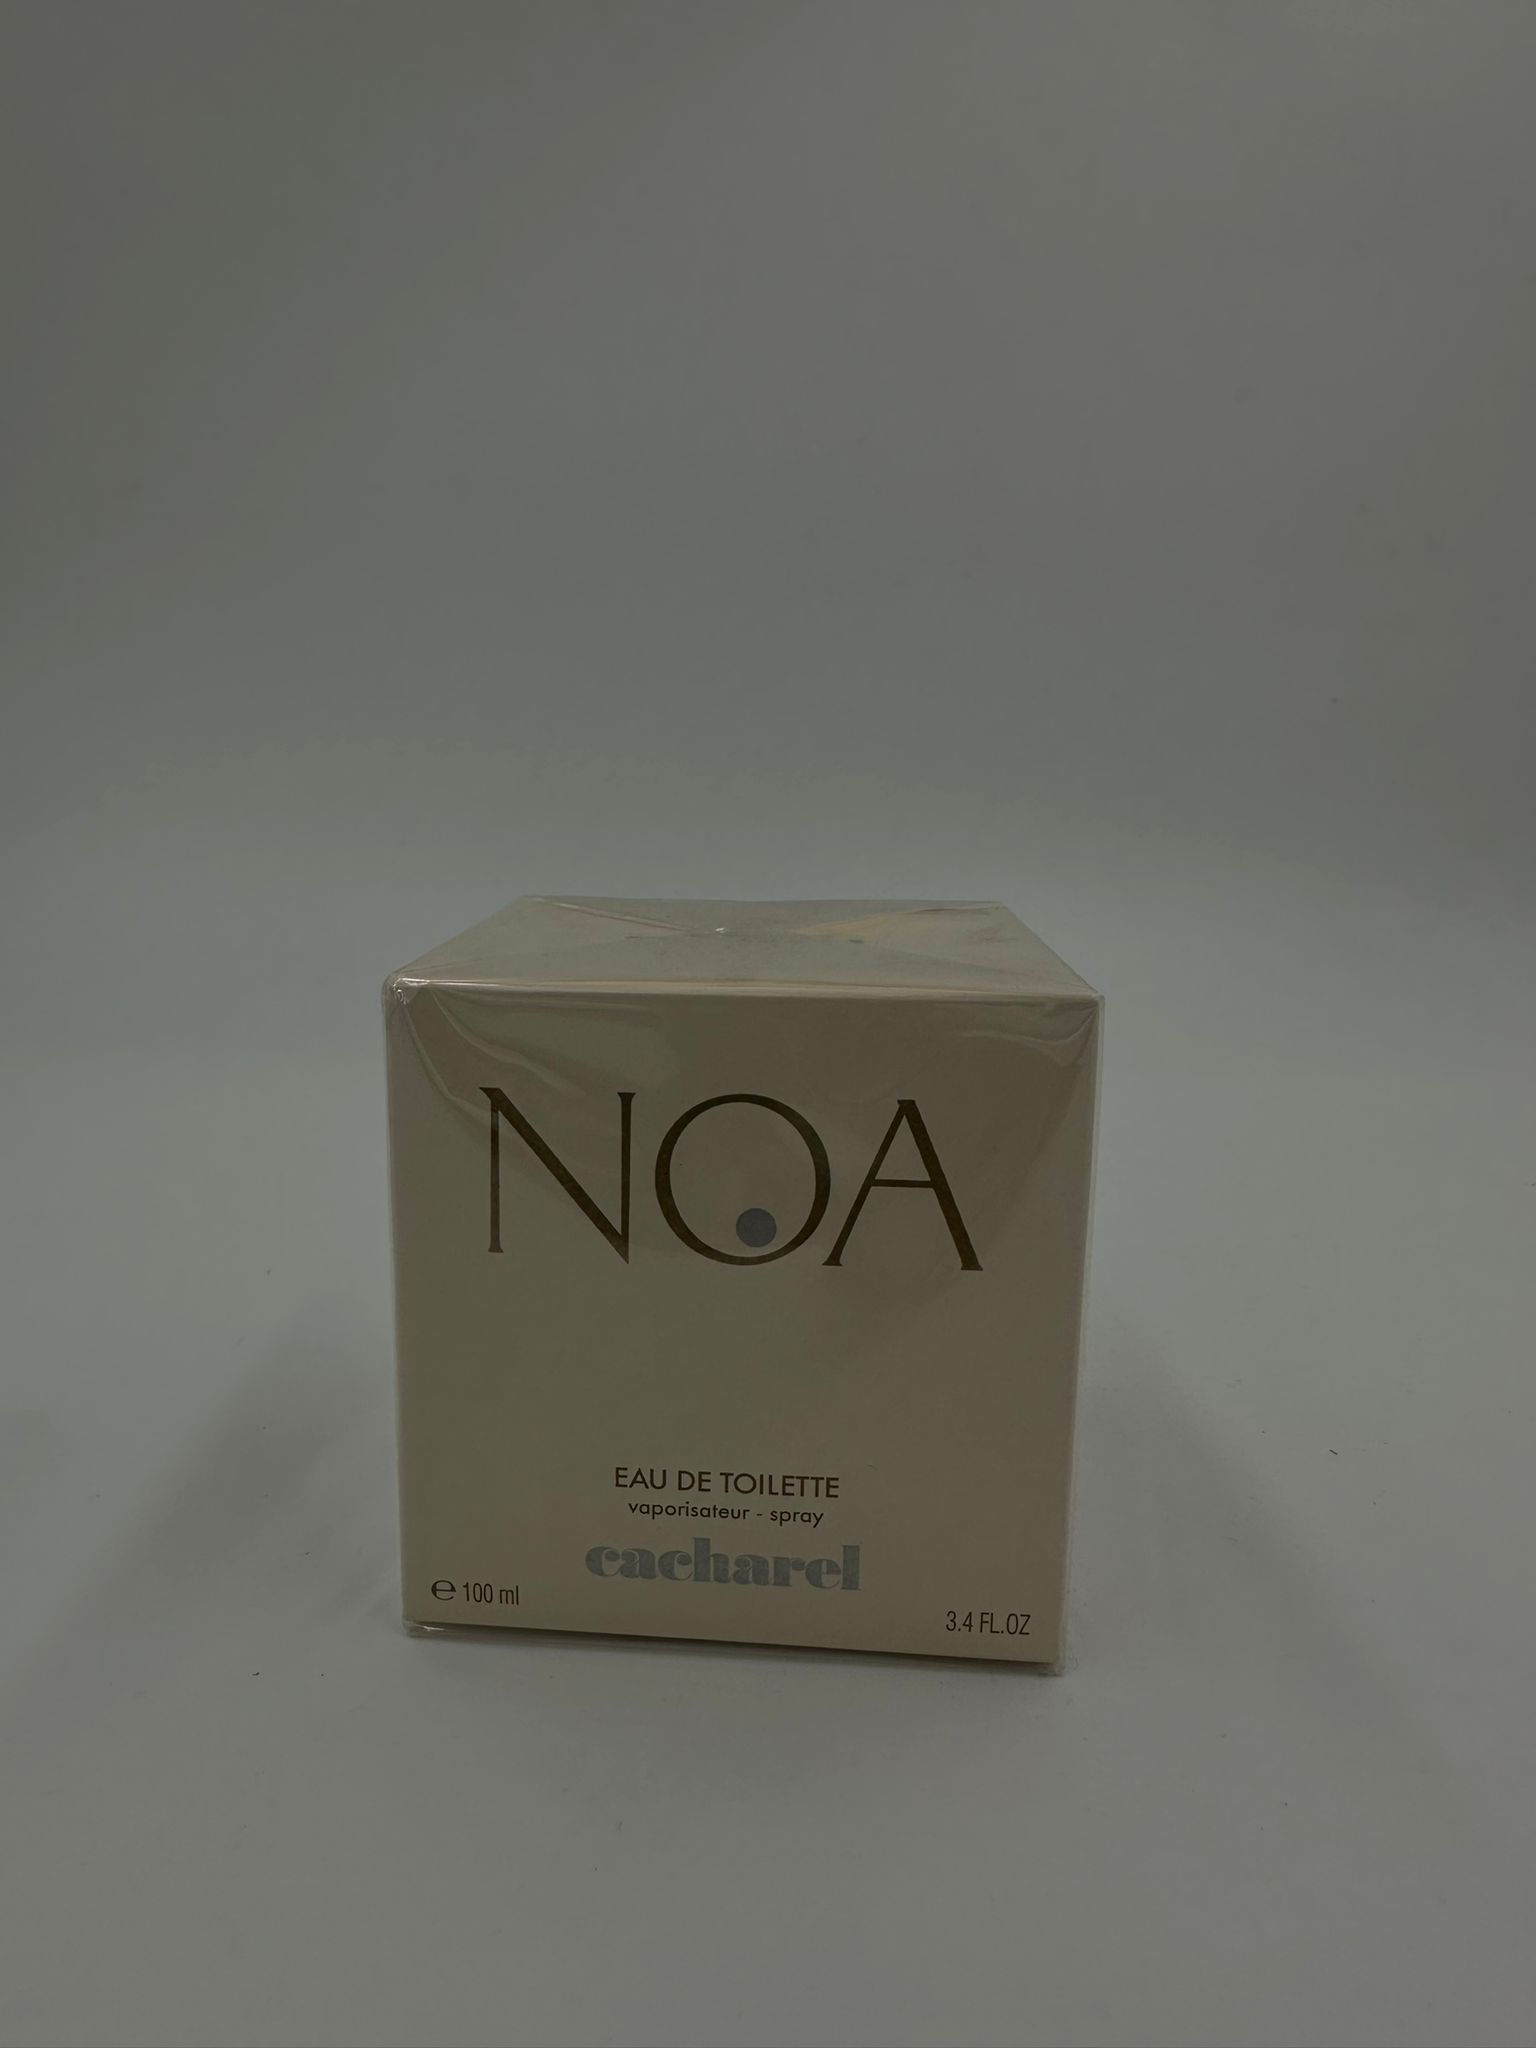 NOA
EAU DE TOILETTE
vaporisateur - spray
cacharel
℮ 100 ml
3.4 FL.OZ